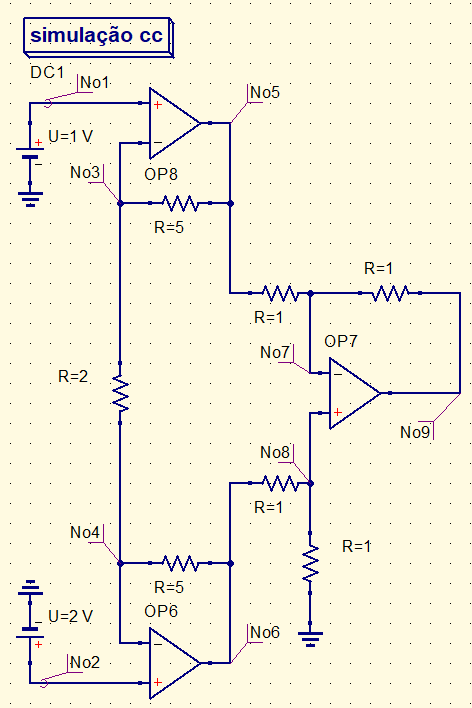 simulação cc
DC1
No1
No5
+
U=1 V
+
−
−
No3
OP8
R=5
R=1
R=1
OP7
No7
−
R=2
+
No9
No8
R=1
No4
R=1
R=5
OP6
−
U=2 V
+
−
No6
No2
+